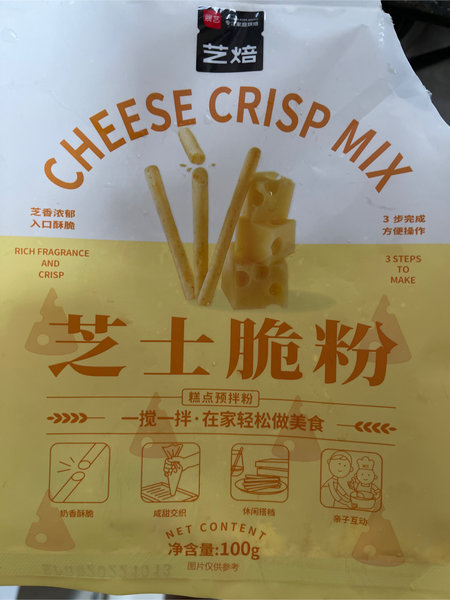 展艺
芝焙
CHEESE CRISP MIX
芝香浓郁
入口酥脆
RICH FRAGRANCE
AND
CRISP
3 步完成
方便操作
3 STEPS
TO
MAKE
芝士脆粉
糕点预拌粉
一搅一拌·在家轻松做美食
奶香酥脆
咸甜交织
休闲搭档
亲子互动
NET CONTENT
净含量:100g
图片仅供参考